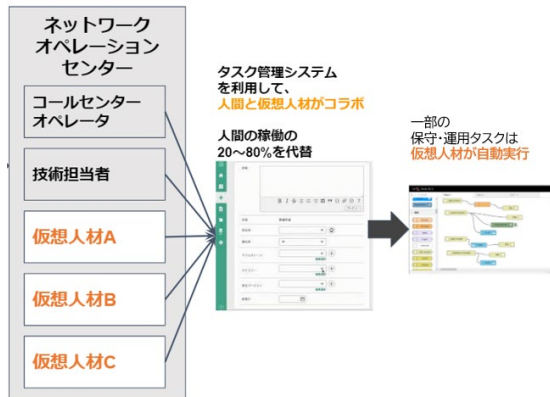 ネットワーク
オペレーション
センター
コールセンター
オペレータ
技術担当者
仮想人材A
仮想人材B
仮想人材C
タスク管理システム
を利用して、
人間と仮想人材がコラボ
人間の稼働の
20～80%を代替
一部の
保守・運用タスクは
仮想人材が自動実行